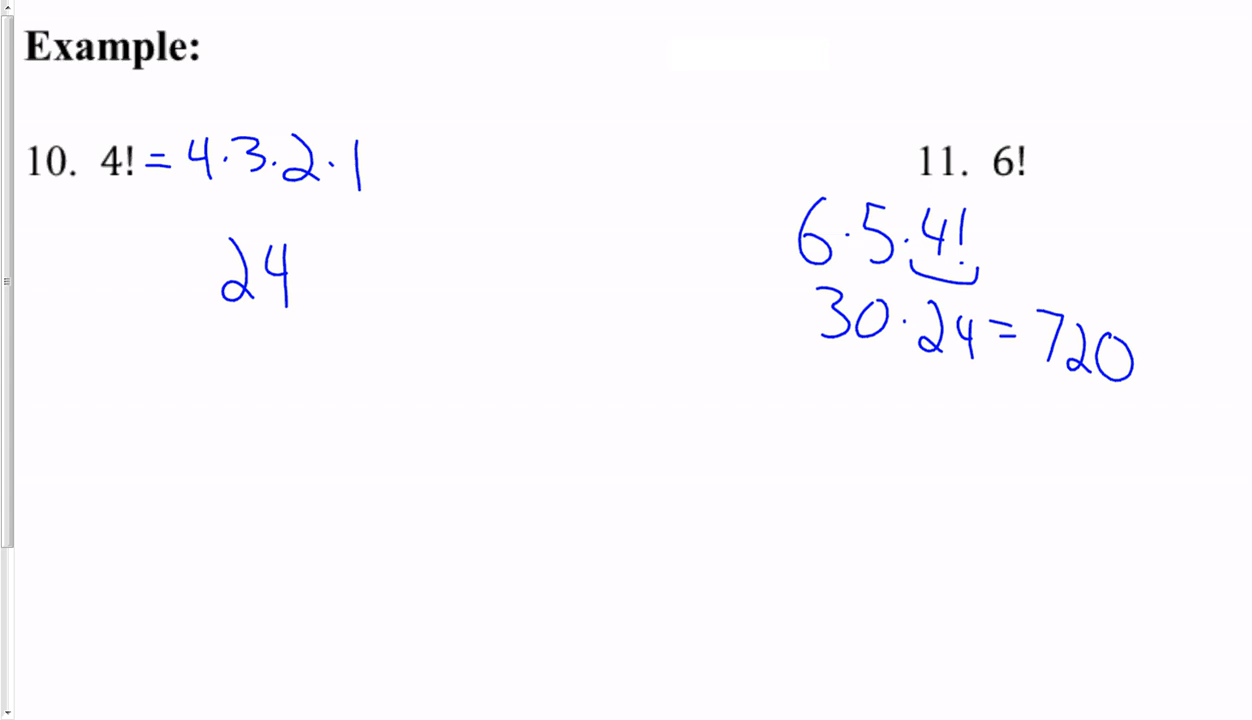 Example:
10. 4! = 4·3·2·1
24
11. 6!
6·5·4!
30·24 = 720